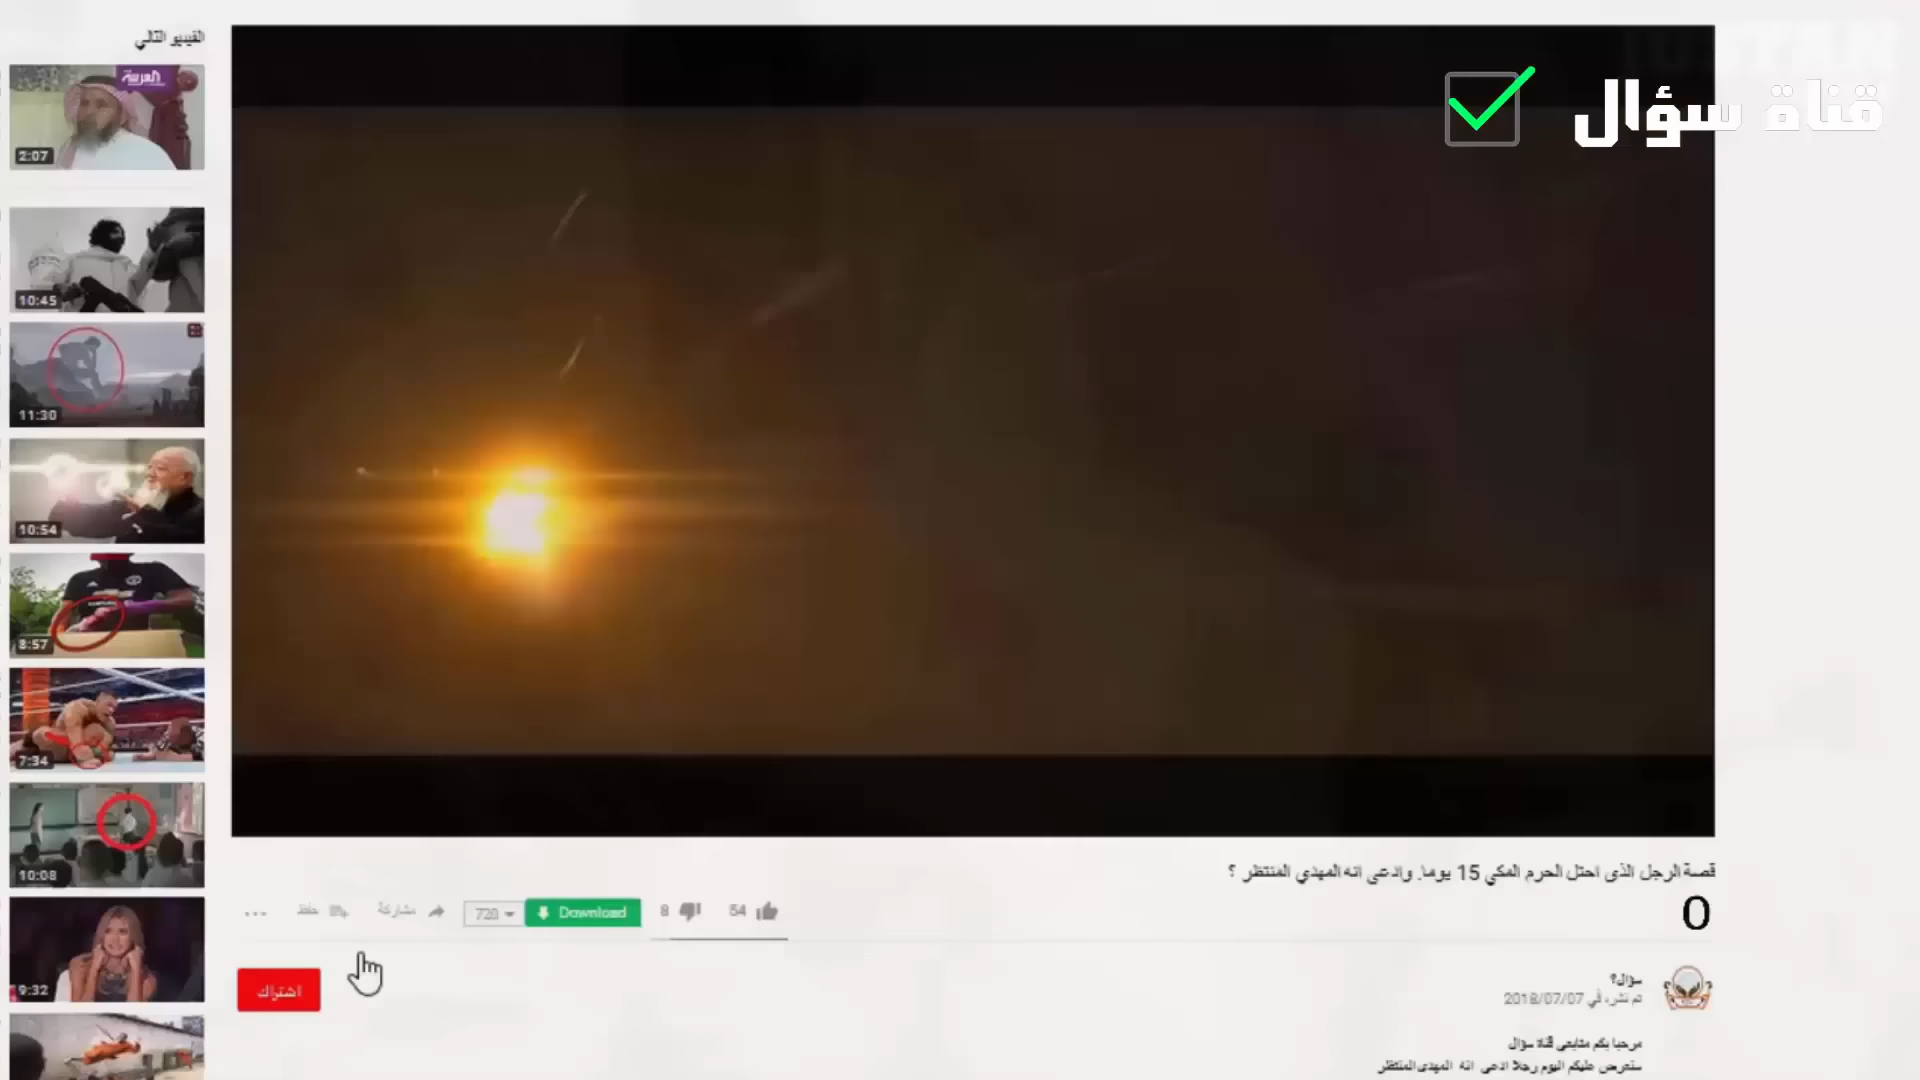 قناة سؤال
الفيديو التالي
العربية
2:07
10:45
11:30
10:54
8:57
7:34
10:08
9:32
قصة الرجل الذى احتل الحرم المكي 15 يوما. وادعى انه المهدي المنتظر ؟
0
54
8
Download
720
مشاركة
حفظ
...
سؤال؟
تم نشره في 2018/07/07
اشتراك
مرحبا بكم متابعى قناة سؤال
سنعرض عليكم اليوم رجلا ادعى انه المهدى المنتظر